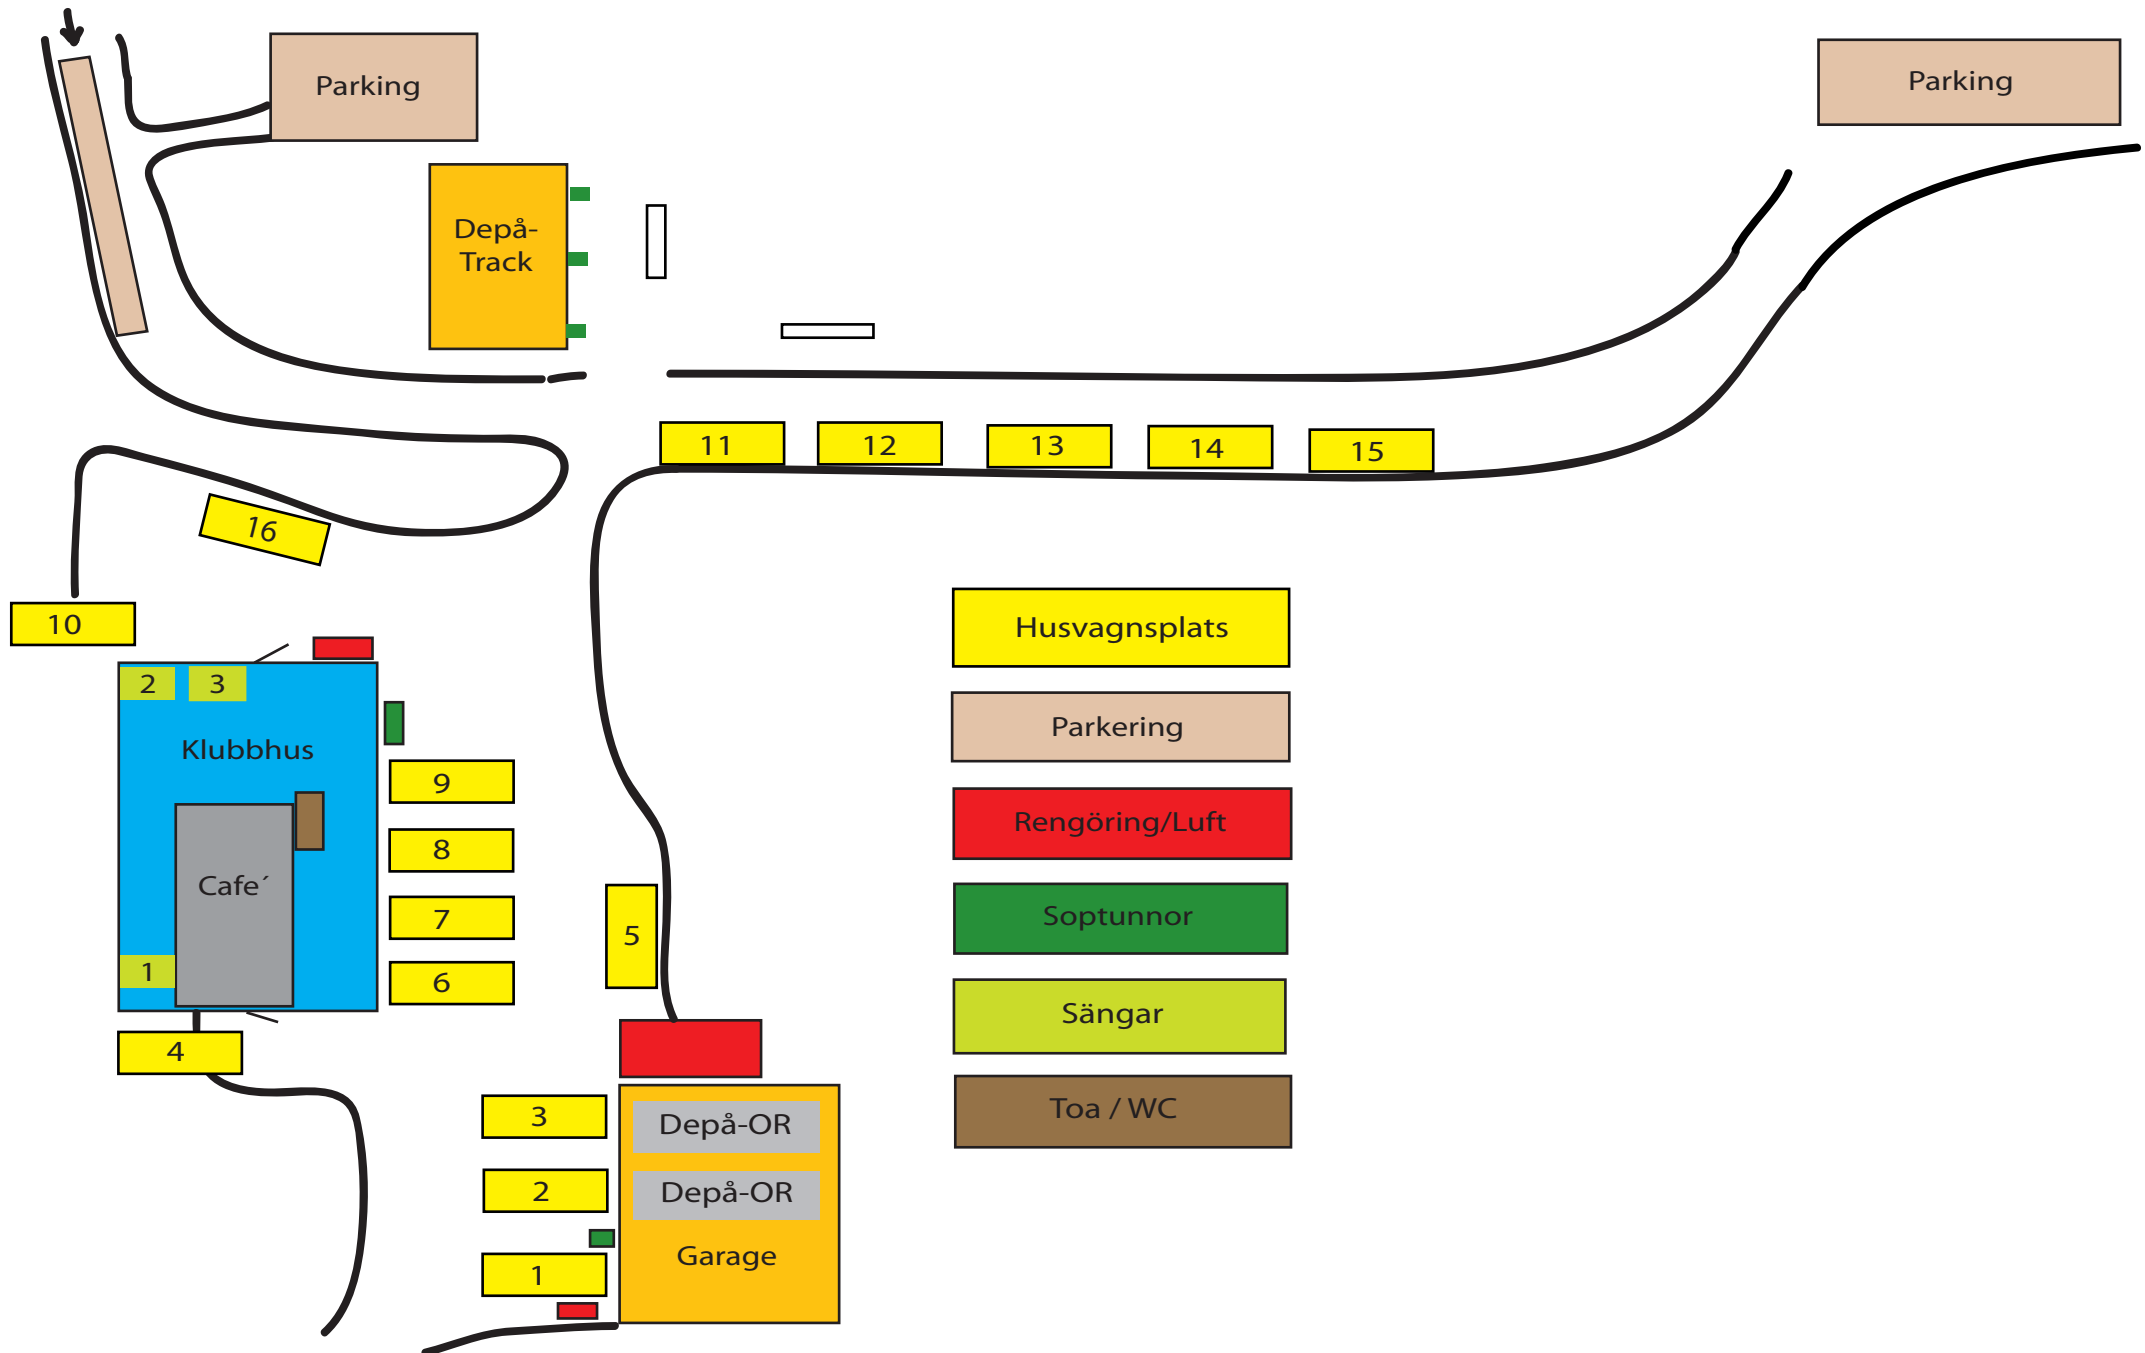 Parking
Parking
Depå-
Track
11
12
13
14
15
16
10
2
3
Klubbhus
9
8
Cafe´
7
5
1
6
4
3
Depå-OR
2
Depå-OR
Garage
1
Husvagnsplats
Parkering
Rengöring/Luft
Soptunnor
Sängar
Toa / WC